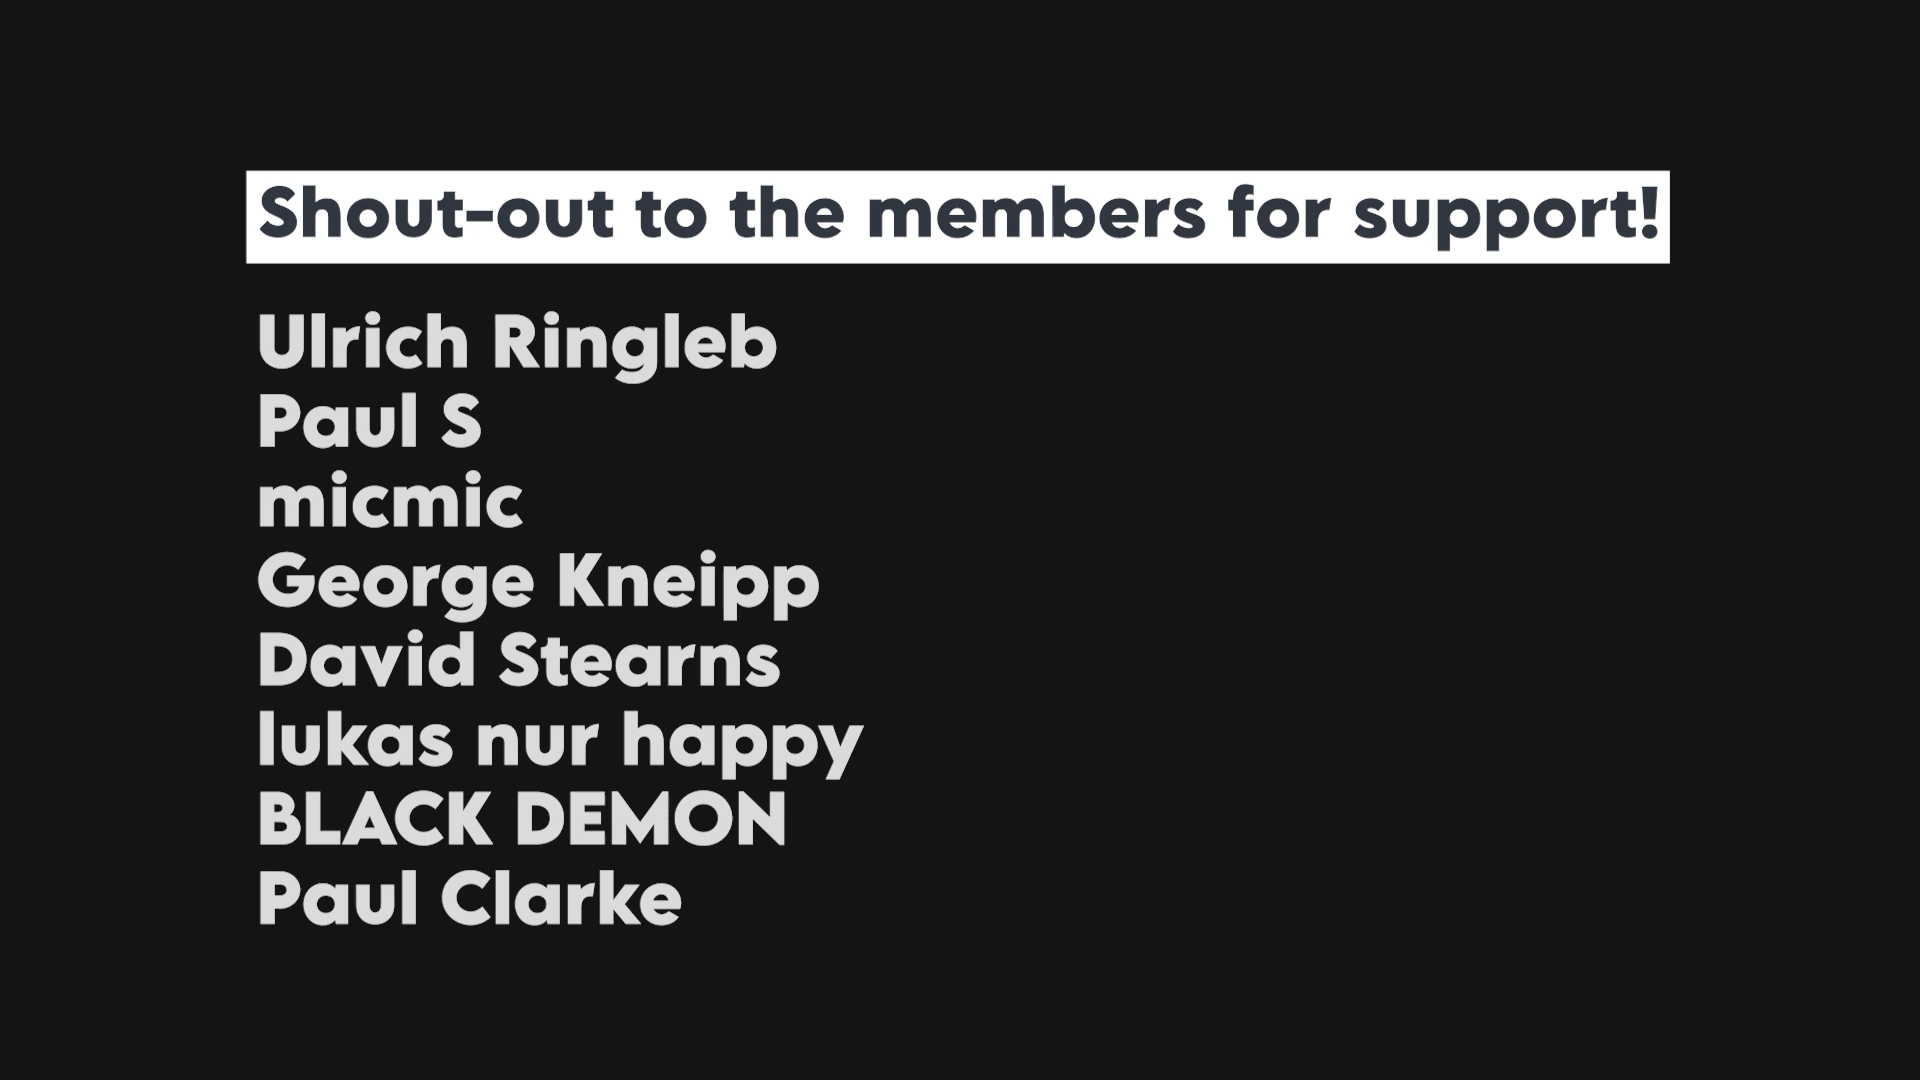 Shout-out to the members for support!
Ulrich Ringleb
Paul S
micmic
George Kneipp
David Stearns
lukas nur happy
BLACK DEMON
Paul Clarke